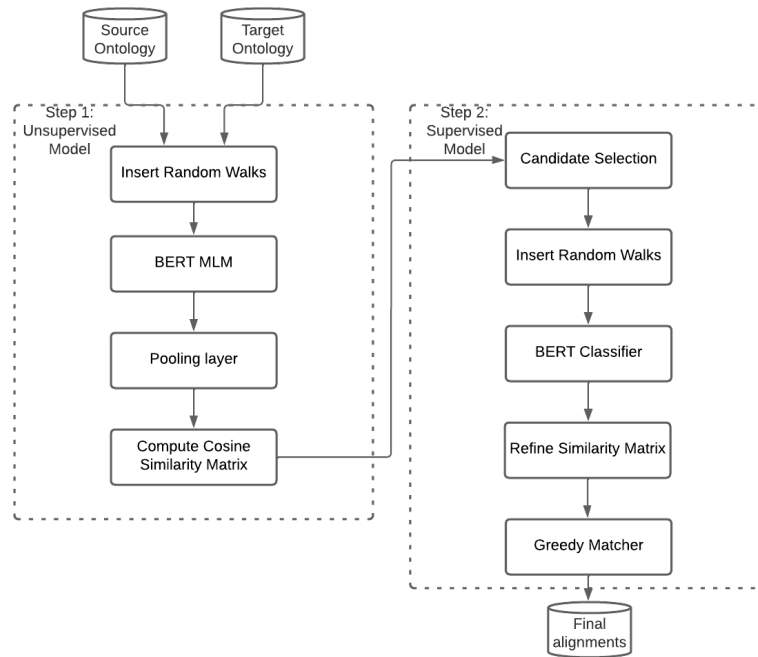 Source
Ontology
Target
Ontology
Step 1:
Unsupervised
Model
Insert Random Walks
BERT MLM
Pooling layer
Compute Cosine
Similarity Matrix
Step 2:
Supervised
Model
Candidate Selection
Insert Random Walks
BERT Classifier
Refine Similarity Matrix
Greedy Matcher
Final
alignments